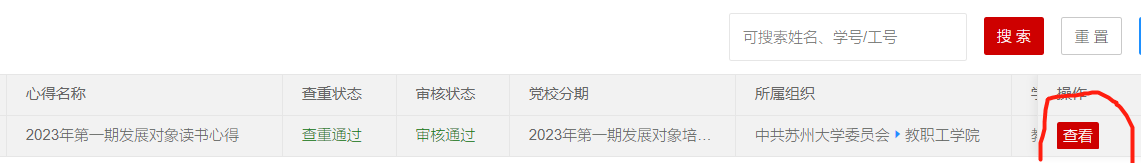 可搜索姓名、学号/工号 搜 索 重 置
心得名称 查重状态 审核状态 党校分期 所属组织 操作
2023年第一期发展对象读书心得 查重通过 审核通过 2023年第一期发展对象培... 中共苏州大学委员会 教职工学院 查看